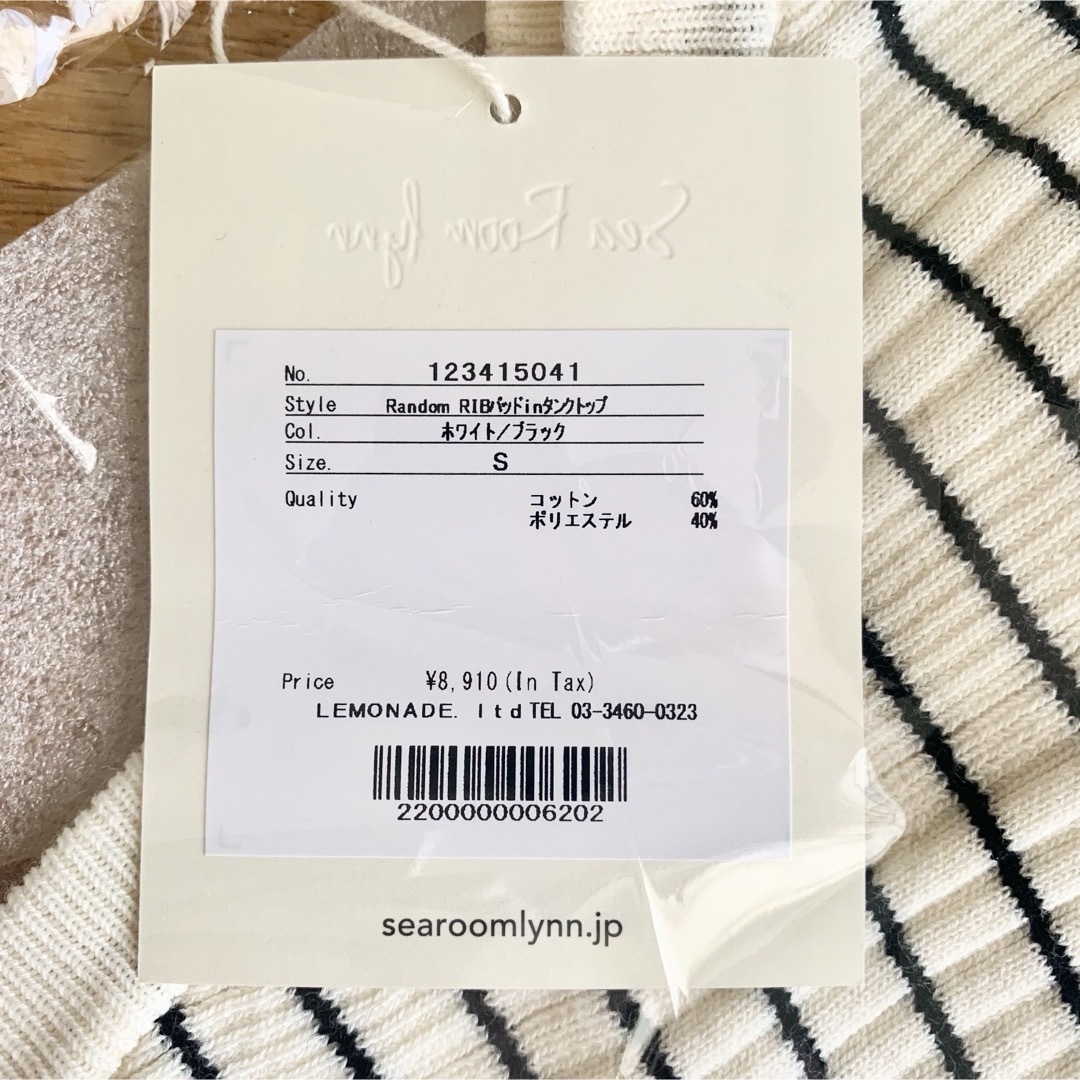 Sea Room lynn
No. 123415041
Style Random RIBパッドinタンクトップ
Col. ホワイト/ブラック
Size. S
Quality コットン 60%
ポリエステル 40%
Price ¥8,910(In Tax)
LEMONADE. ltd TEL 03-3460-0323
2200000006202
searoomlynn.jp